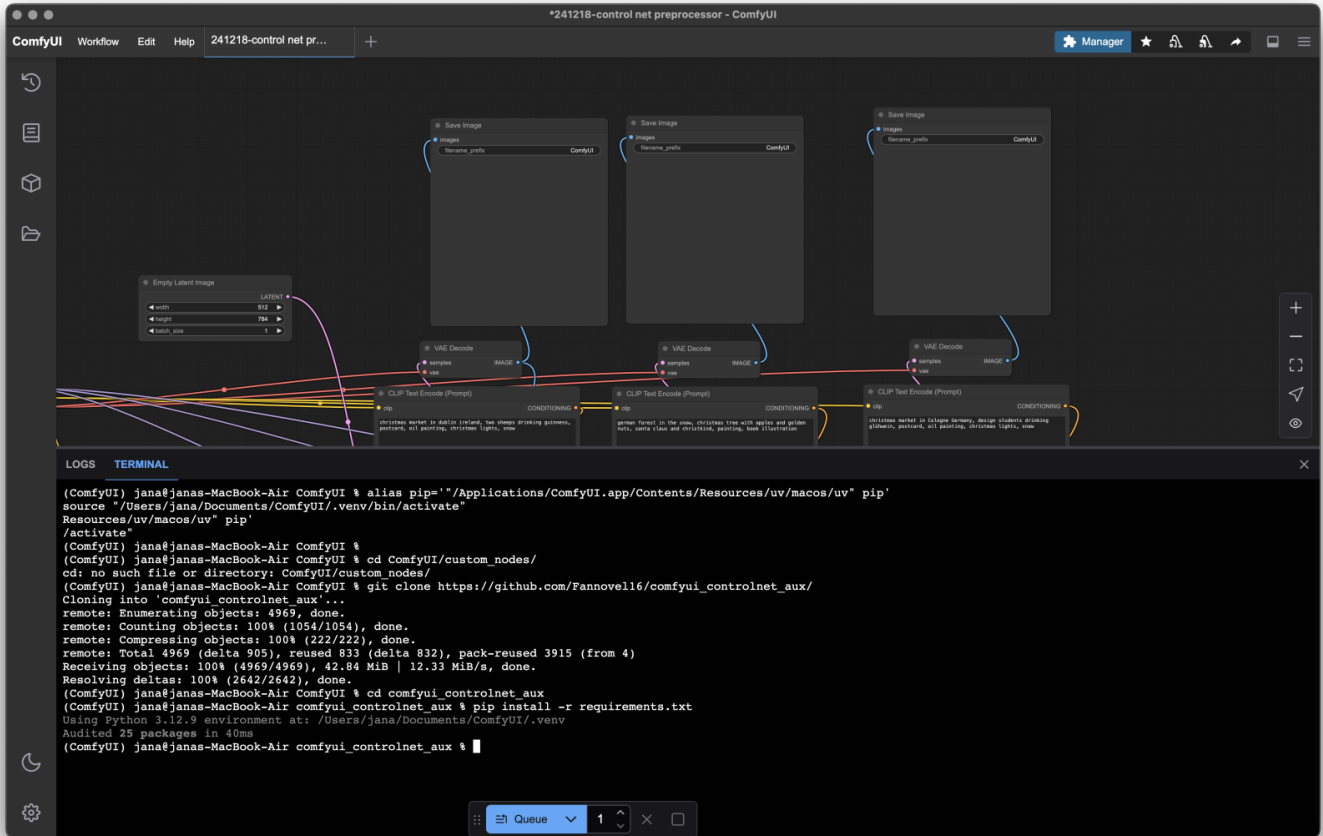 *241218-control net preprocessor - ComfyUI
ComfyUI Workflow Edit Help 241218-control net pr... Manager
Save Image
images
filename_prefix ComfyUI
Save Image
images
filename_prefix ComfyUI
Save Image
images
filename_prefix ComfyUI
Empty Latent Image
LATENT
width 512
height 784
batch_size 1
VAE Decode
samples IMAGE
vae
VAE Decode
samples IMAGE
vae
VAE Decode
samples IMAGE
vae
CLIP Text Encode (Prompt)
clip CONDITIONING
christmas market in dublin ireland, two sheeps drinking guinness,
postcard, oil painting, christmas lights, snow
CLIP Text Encode (Prompt)
clip CONDITIONING
german forest in the snow, christmas tree with apples and golden
nuts, santa claus and christkind, painting, book illustration
CLIP Text Encode (Prompt)
clip CONDITIONING
christmas market in Cologne Germany, design students drinking
glühwein, postcard, oil painting, christmas lights, snow
LOGS TERMINAL
(ComfyUI) jana@janas-MacBook-Air ComfyUI % alias pip='"/Applications/ComfyUI.app/Contents/Resources/uv/macos/uv" pip'
source "/Users/jana/Documents/ComfyUI/.venv/bin/activate"
Resources/uv/macos/uv" pip'
/activate"
(ComfyUI) jana@janas-MacBook-Air ComfyUI %
(ComfyUI) jana@janas-MacBook-Air ComfyUI % cd ComfyUI/custom_nodes/
cd: no such file or directory: ComfyUI/custom_nodes/
(ComfyUI) jana@janas-MacBook-Air ComfyUI % git clone https://github.com/Fannovel16/comfyui_controlnet_aux/
Cloning into 'comfyui_controlnet_aux'...
remote: Enumerating objects: 4969, done.
remote: Counting objects: 100% (1054/1054), done.
remote: Compressing objects: 100% (222/222), done.
remote: Total 4969 (delta 905), reused 833 (delta 832), pack-reused 3915 (from 4)
Receiving objects: 100% (4969/4969), 42.84 MiB | 12.33 MiB/s, done.
Resolving deltas: 100% (2642/2642), done.
(ComfyUI) jana@janas-MacBook-Air ComfyUI % cd comfyui_controlnet_aux
(ComfyUI) jana@janas-MacBook-Air comfyui_controlnet_aux % pip install -r requirements.txt
Using Python 3.12.9 environment at: /Users/jana/Documents/ComfyUI/.venv
Audited 25 packages in 40ms
(ComfyUI) jana@janas-MacBook-Air comfyui_controlnet_aux %
Queue 1